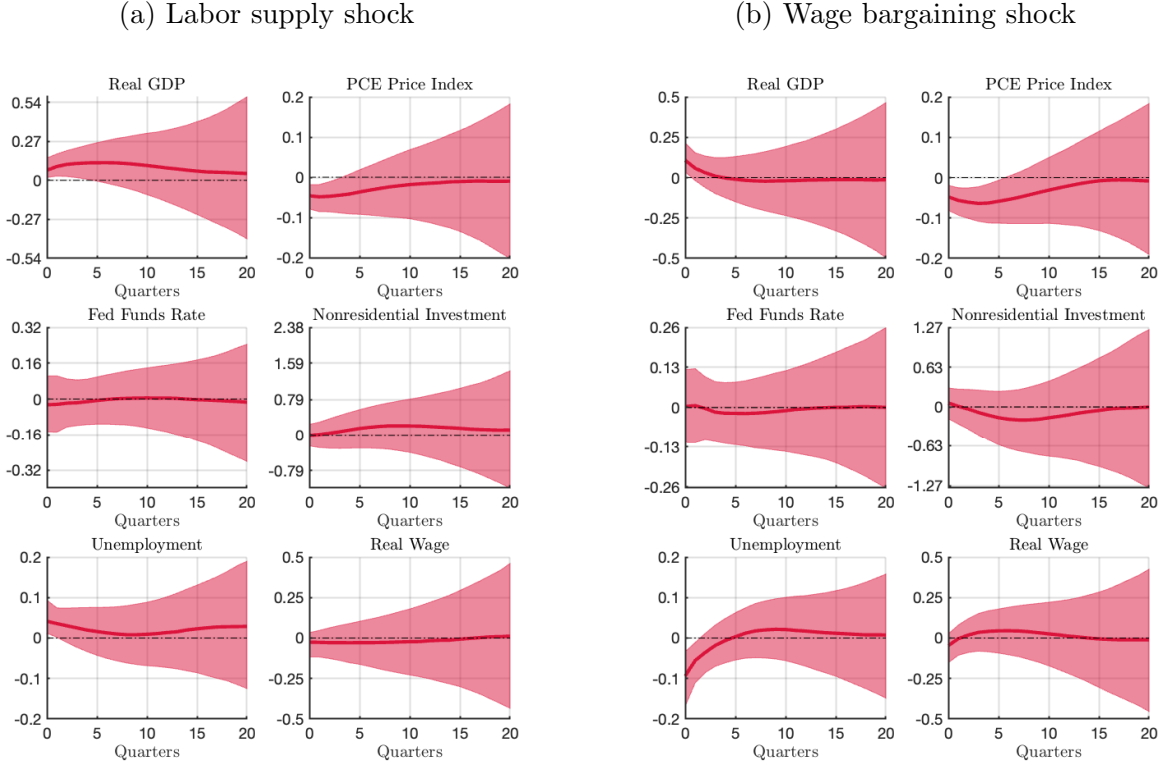 (a) Labor supply shock
(b) Wage bargaining shock
Real GDP
0.54
0.27
0
-0.27
-0.54
0 5 10 15 20
Quarters
PCE Price Index
0.2
0.1
0
-0.1
-0.2
0 5 10 15 20
Quarters
Fed Funds Rate
0.32
0.16
0
-0.16
-0.32
0 5 10 15 20
Quarters
Nonresidential Investment
2.38
1.59
0.79
0
-0.79
0 5 10 15 20
Quarters
Unemployment
0.2
0.1
0
-0.1
-0.2
0 5 10 15 20
Quarters
Real Wage
0.5
0.25
0
-0.25
-0.5
0 5 10 15 20
Quarters
Real GDP
0.5
0.25
0
-0.25
-0.5
0 5 10 15 20
Quarters
PCE Price Index
0.2
0.1
0
-0.1
-0.2
0 5 10 15 20
Quarters
Fed Funds Rate
0.26
0.13
0
-0.13
-0.26
0 5 10 15 20
Quarters
Nonresidential Investment
1.27
0.63
0
-0.63
-1.27
0 5 10 15 20
Quarters
Unemployment
0.2
0.1
0
-0.1
-0.2
0 5 10 15 20
Quarters
Real Wage
0.5
0.25
0
-0.25
-0.5
0 5 10 15 20
Quarters